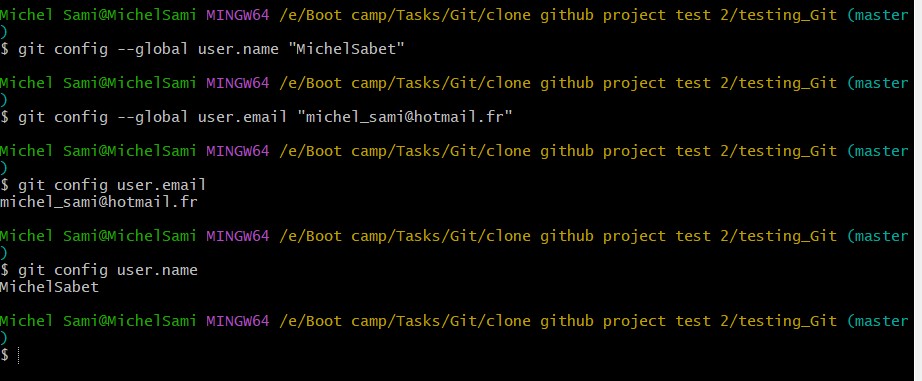 Michel Sami@MichelSami MINGW64 /e/Boot camp/Tasks/Git/clone github project test 2/testing_Git (master
)
$ git config --global user.name "MichelSabet"
Michel Sami@MichelSami MINGW64 /e/Boot camp/Tasks/Git/clone github project test 2/testing_Git (master
)
$ git config --global user.email "michel_sami@hotmail.fr"
Michel Sami@MichelSami MINGW64 /e/Boot camp/Tasks/Git/clone github project test 2/testing_Git (master
)
$ git config user.email
michel_sami@hotmail.fr
Michel Sami@MichelSami MINGW64 /e/Boot camp/Tasks/Git/clone github project test 2/testing_Git (master
)
$ git config user.name
MichelSabet
Michel Sami@MichelSami MINGW64 /e/Boot camp/Tasks/Git/clone github project test 2/testing_Git (master
)
$